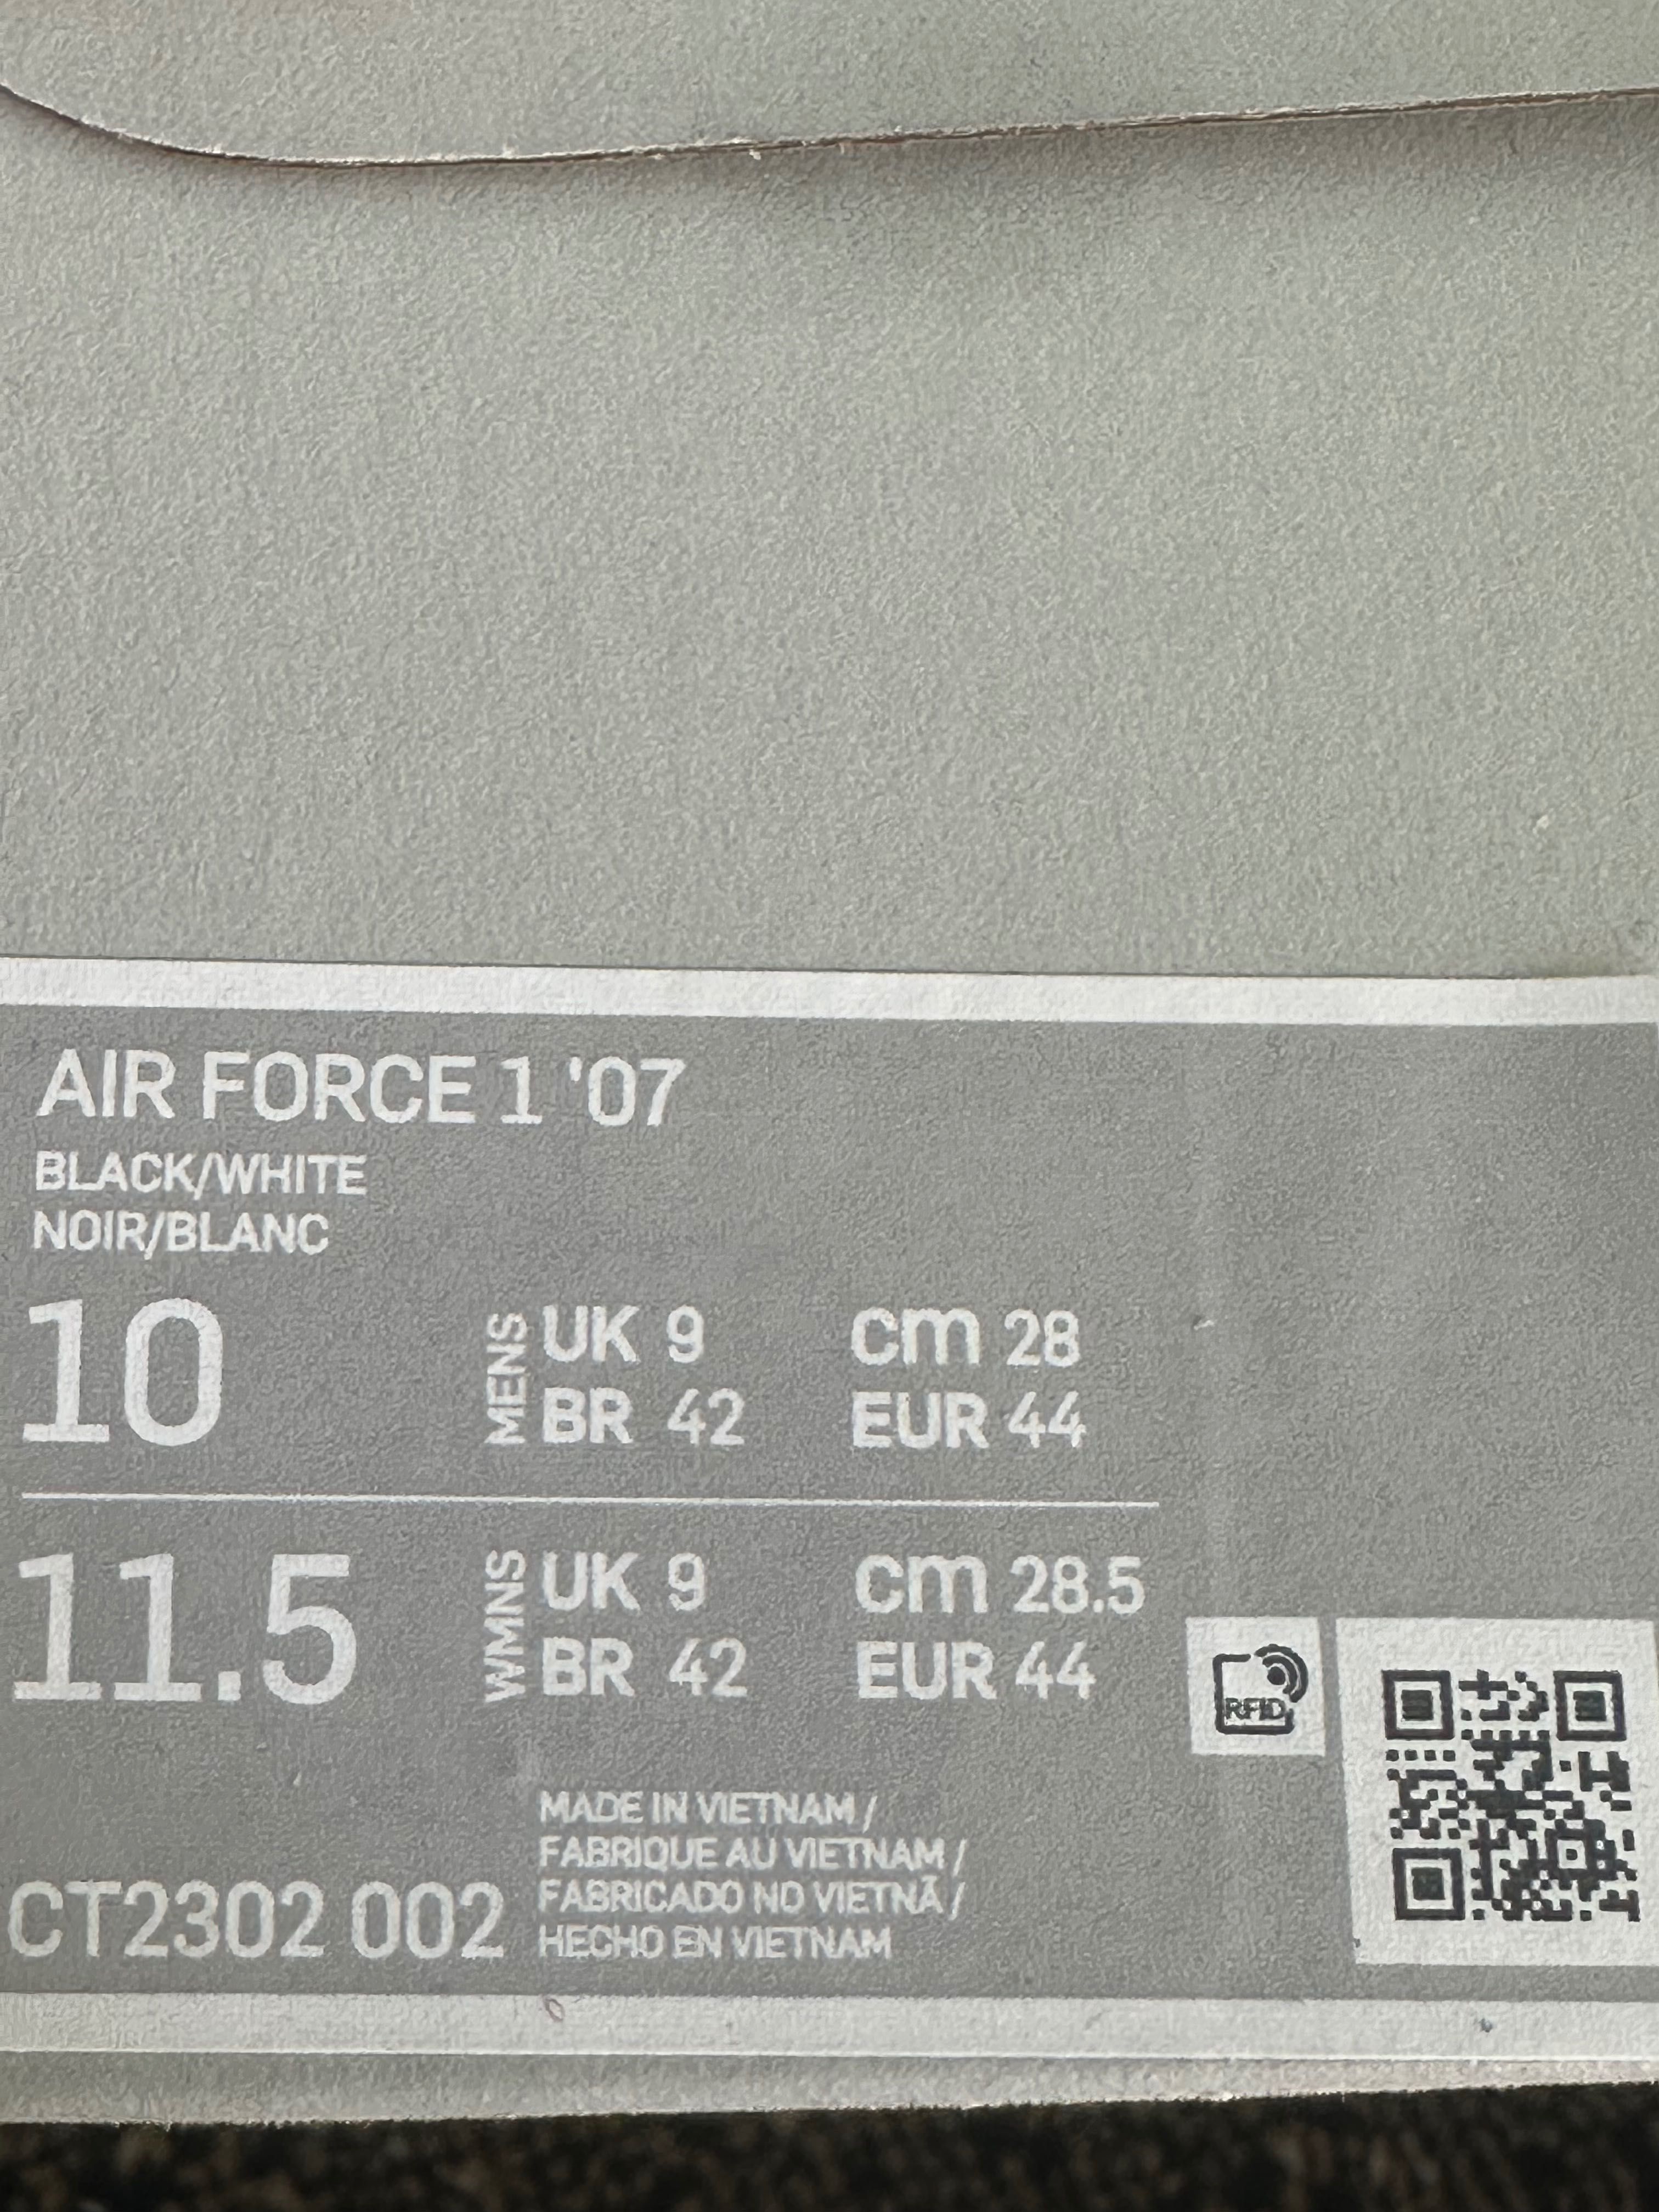 AIR FORCE 1 '07
BLACK/WHITE
NOIR/BLANC
10 MENS UK 9 cm 28
BR 42 EUR 44
11.5 WMNS UK 9 cm 28.5
BR 42 EUR 44
RFID
MADE IN VIETNAM /
FABRIQUE AU VIETNAM /
FABRICADO NO VIETNÃ /
HECHO EN VIETNAM
CT2302 002